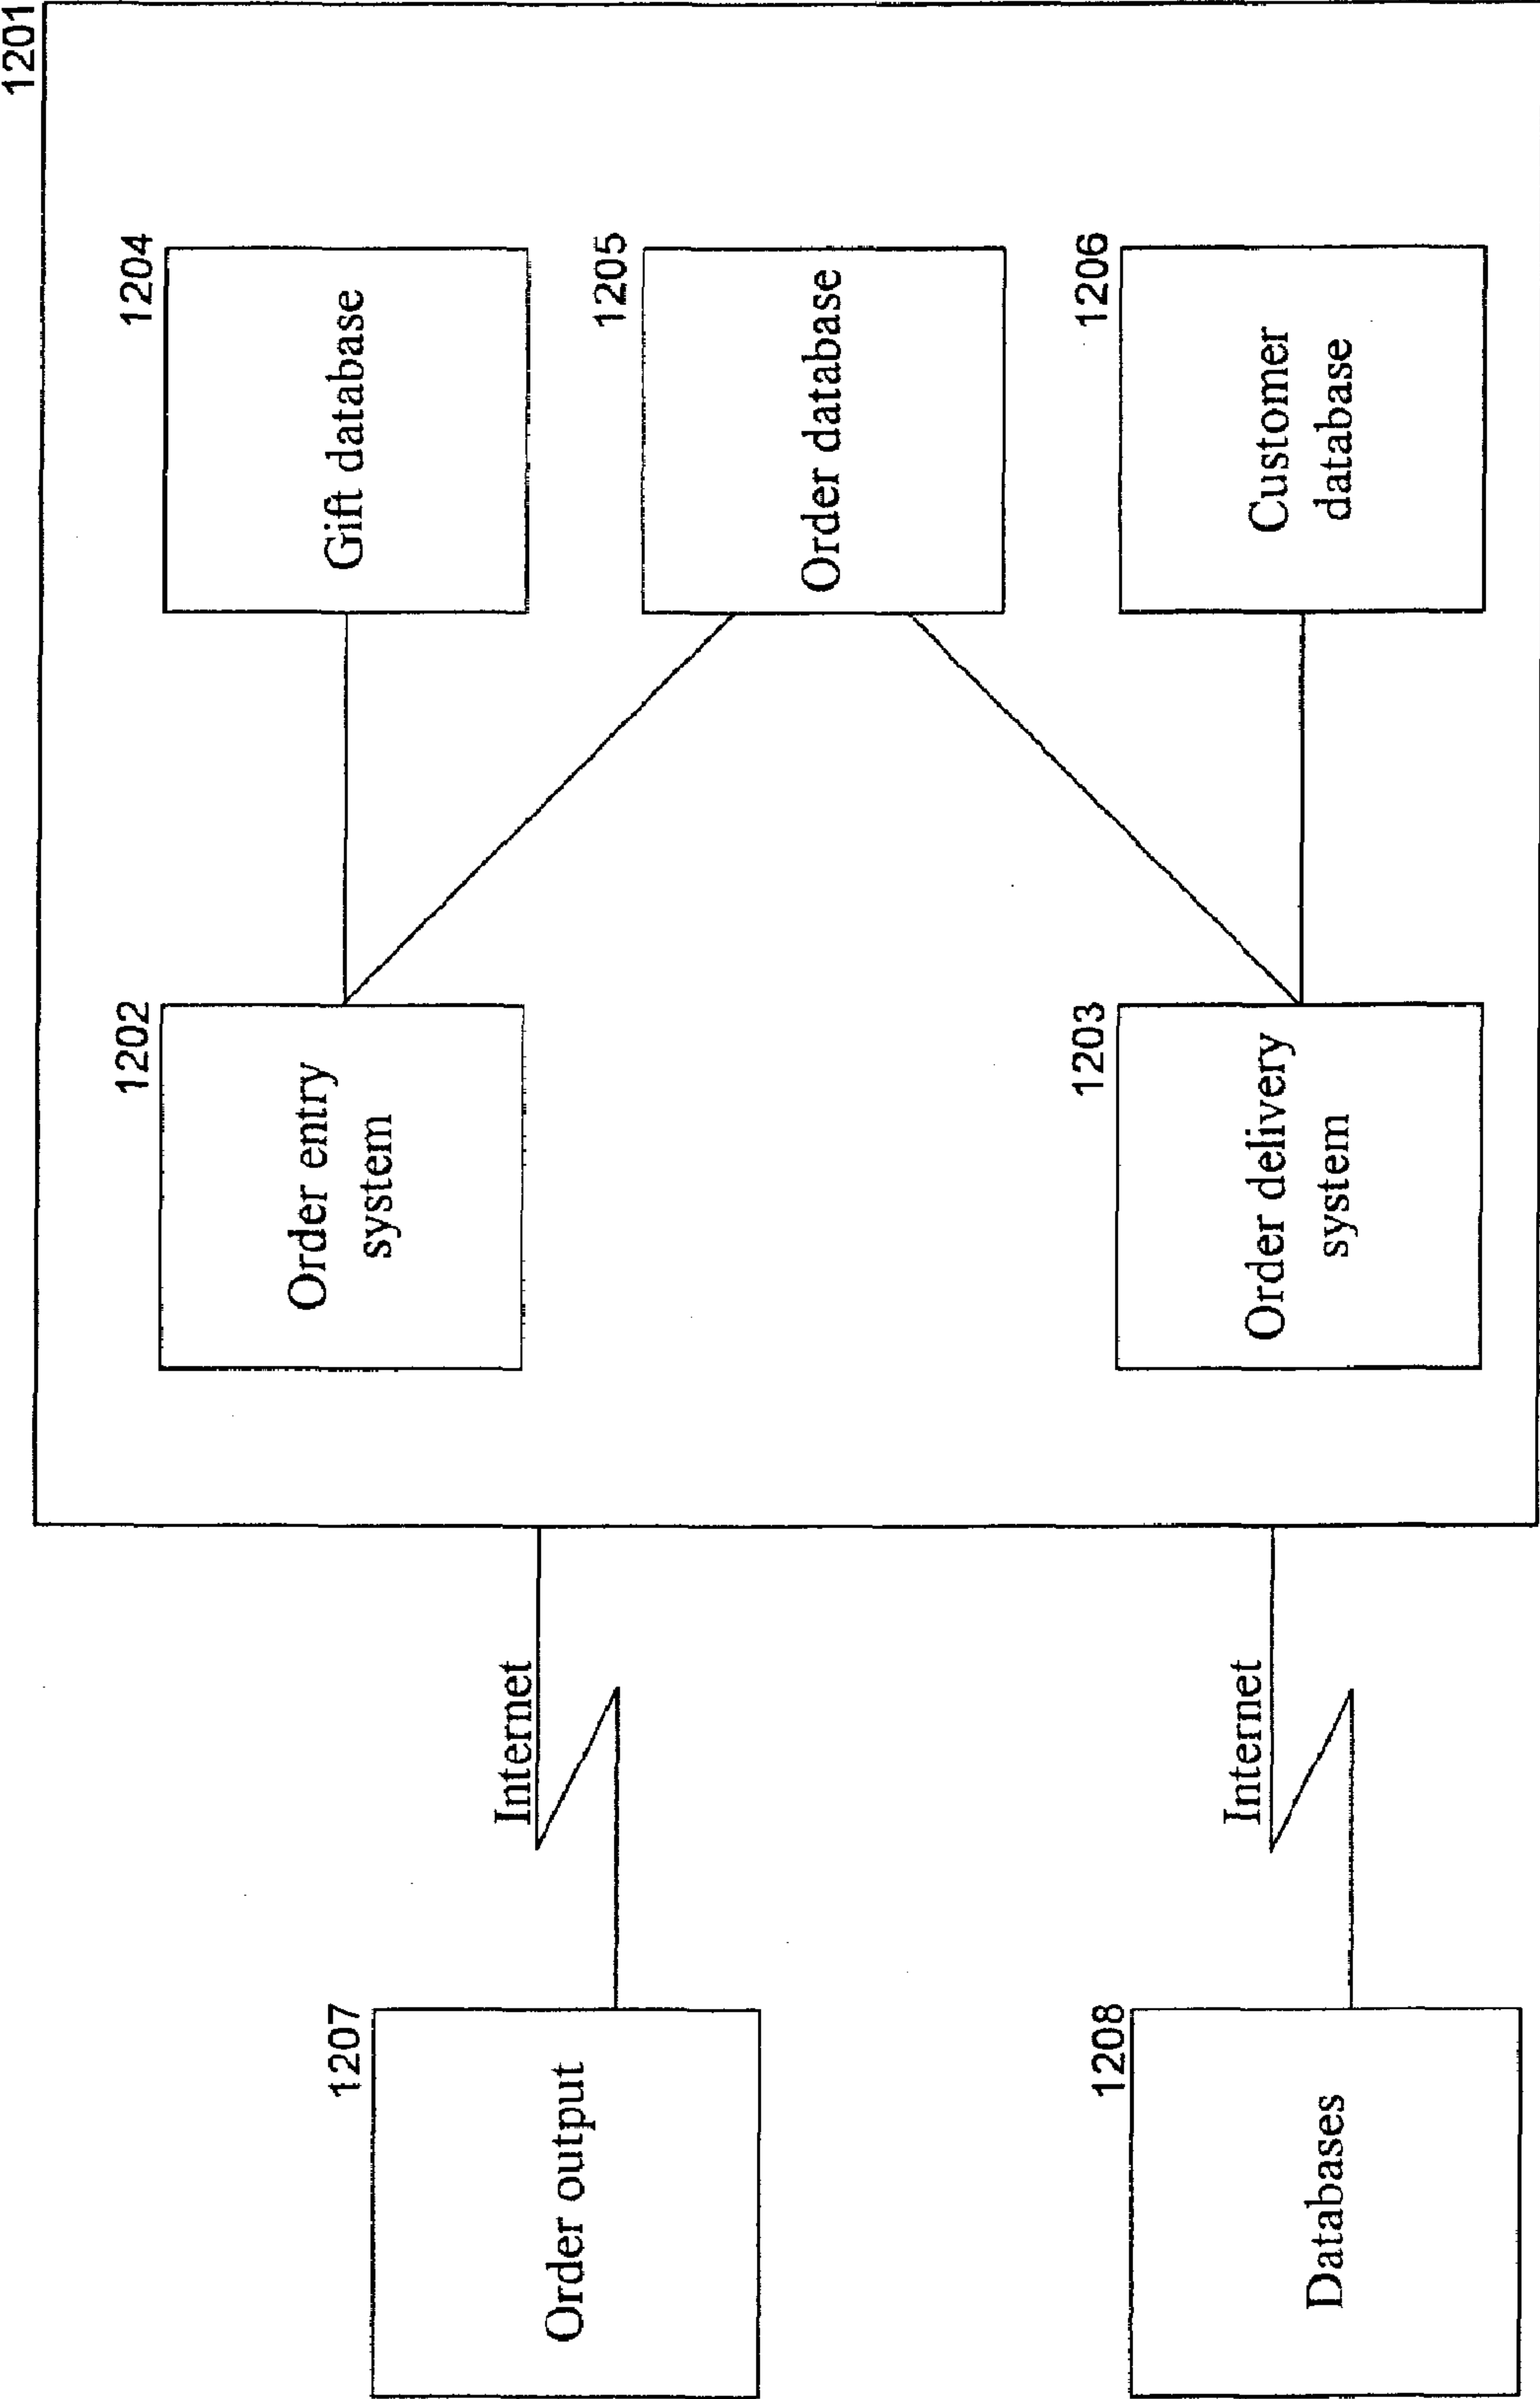 1201
1204
Gift database
1205
Order database
1206
Customer
database
1202
Order entry
system
1203
Order delivery
system
Internet
Internet
1207
Order output
1208
Databases